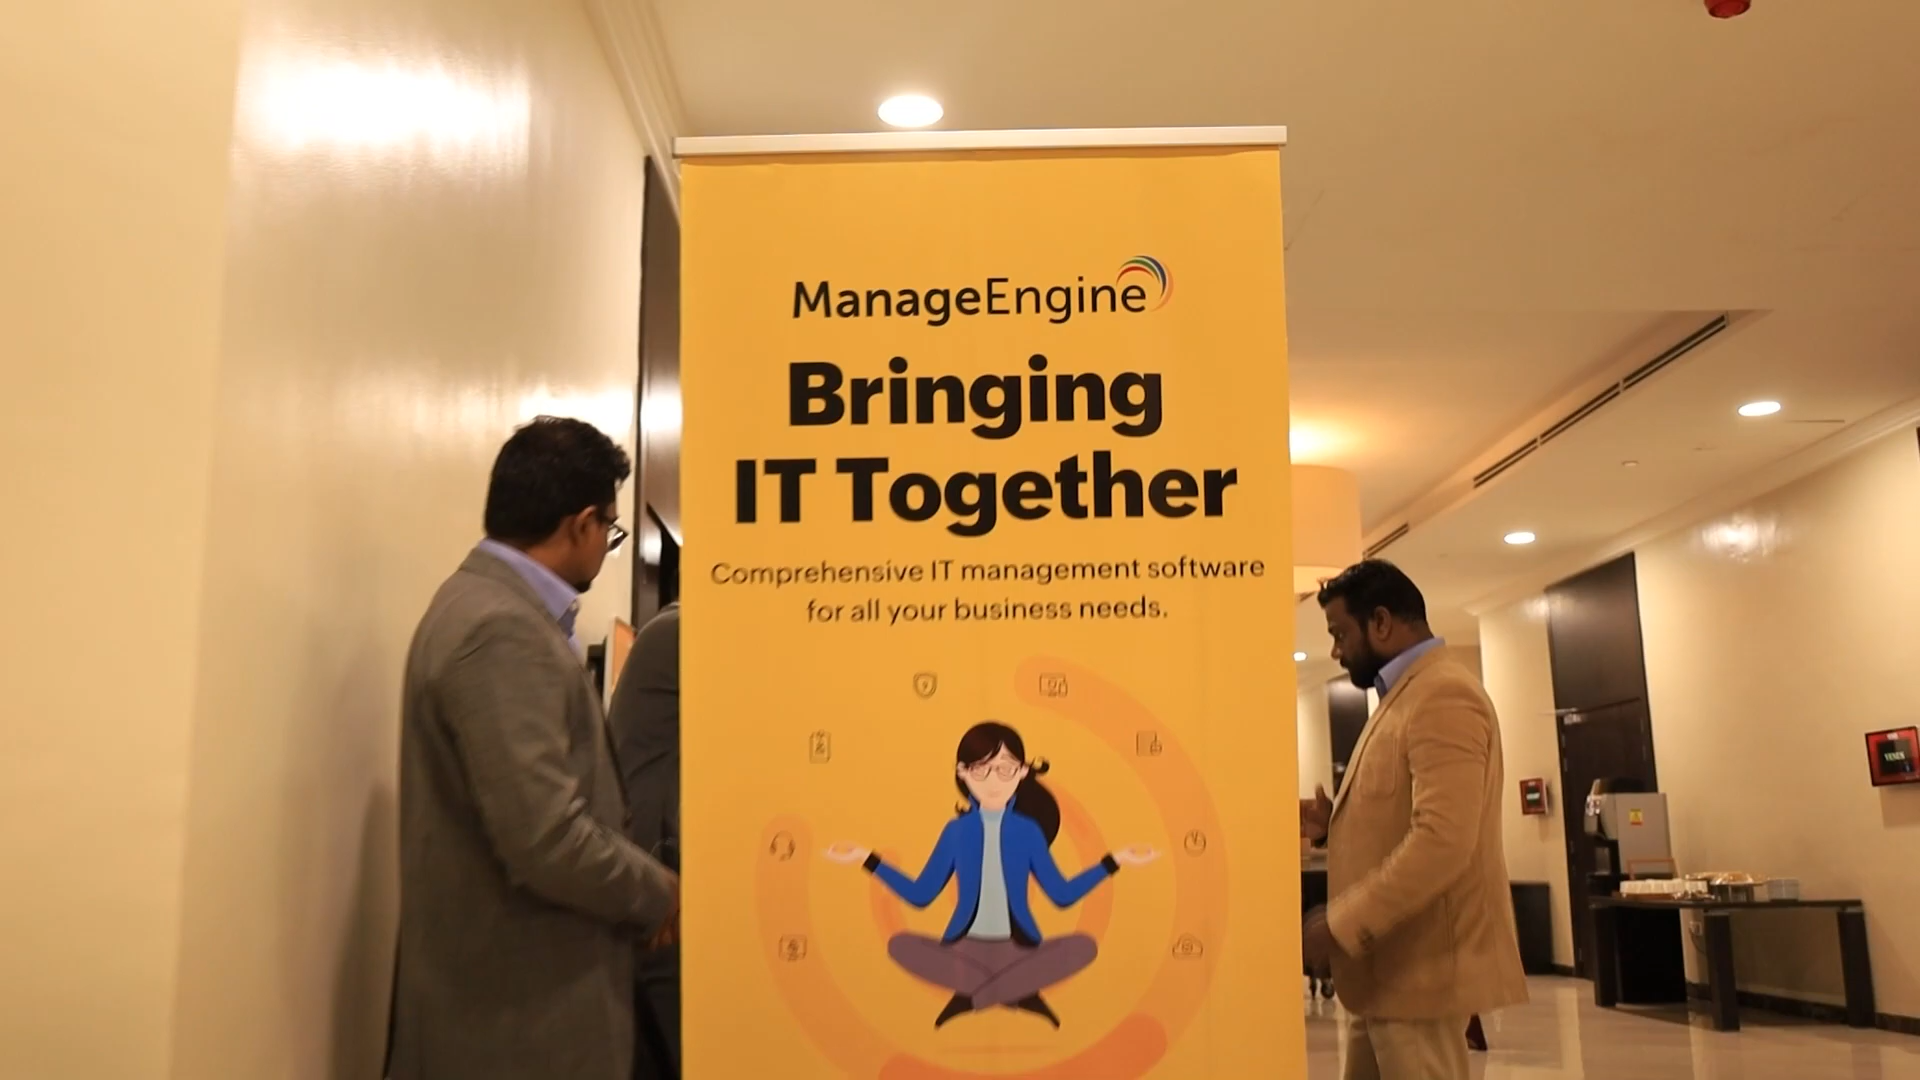 ManageEngine
Bringing
IT Together
Comprehensive IT management software
for all your business needs.